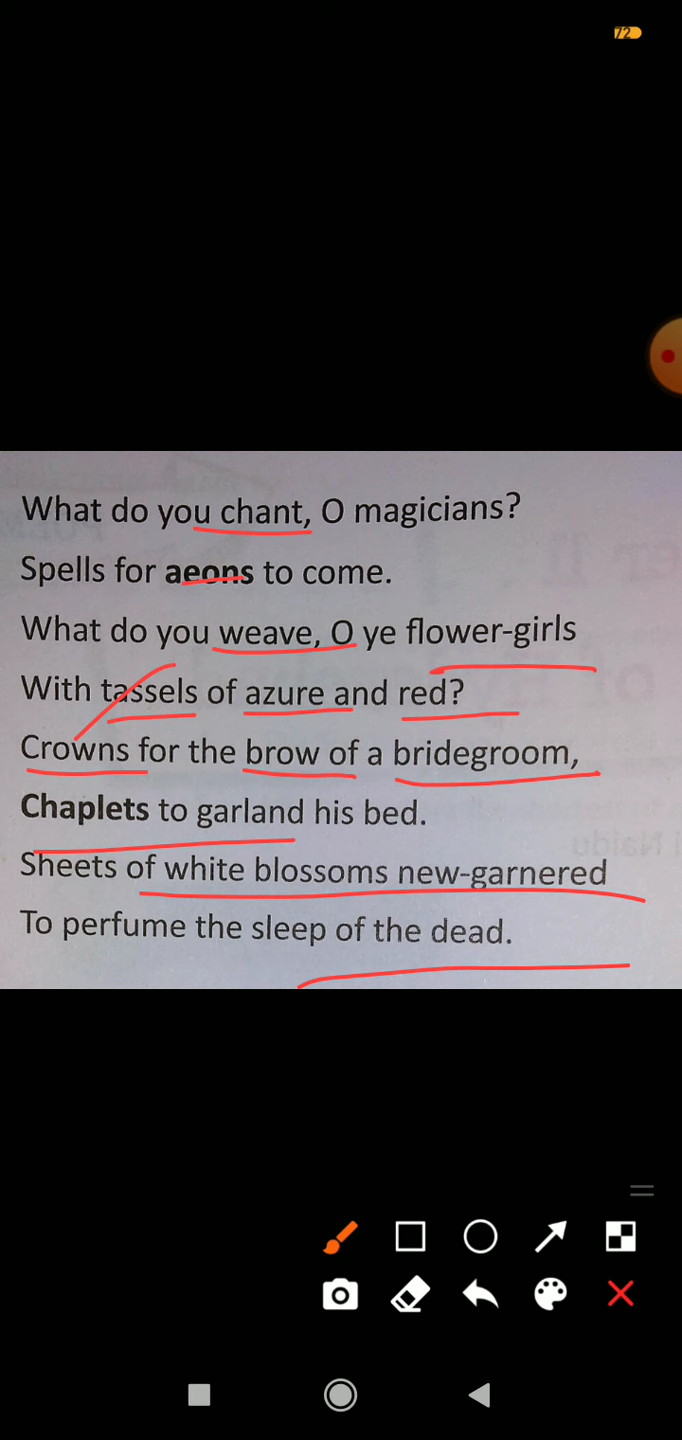 72
What do you chant, O magicians?
Spells for aeons to come.
What do you weave, O ye flower-girls
With tassels of azure and red?
Crowns for the brow of a bridegroom,
Chaplets to garland his bed.
Sheets of white blossoms new-garnered
To perfume the sleep of the dead.